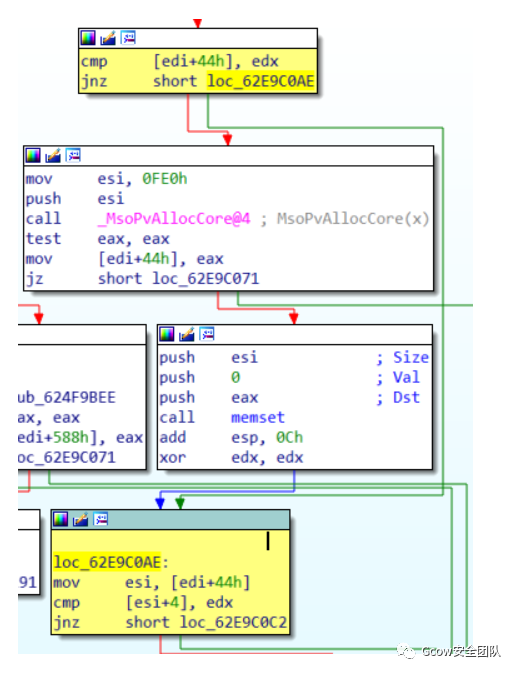 cmp [edi+44h], edx
jnz short loc_62E9C0AE
mov esi, 0FE0h
push esi
call _MsoPvAllocCore@4 ; MsoPvAllocCore(x)
test eax, eax
mov [edi+44h], eax
jz short loc_62E9C071
ub_624F9BEE
ax, eax
edi+588h], eax
oc_62E9C071
push esi ; Size
push 0 ; Val
push eax ; Dst
call memset
add esp, 0Ch
xor edx, edx
91
loc_62E9C0AE:
mov esi, [edi+44h]
cmp [esi+4], edx
jnz short loc_62E9C0C2
Gcow安全团队